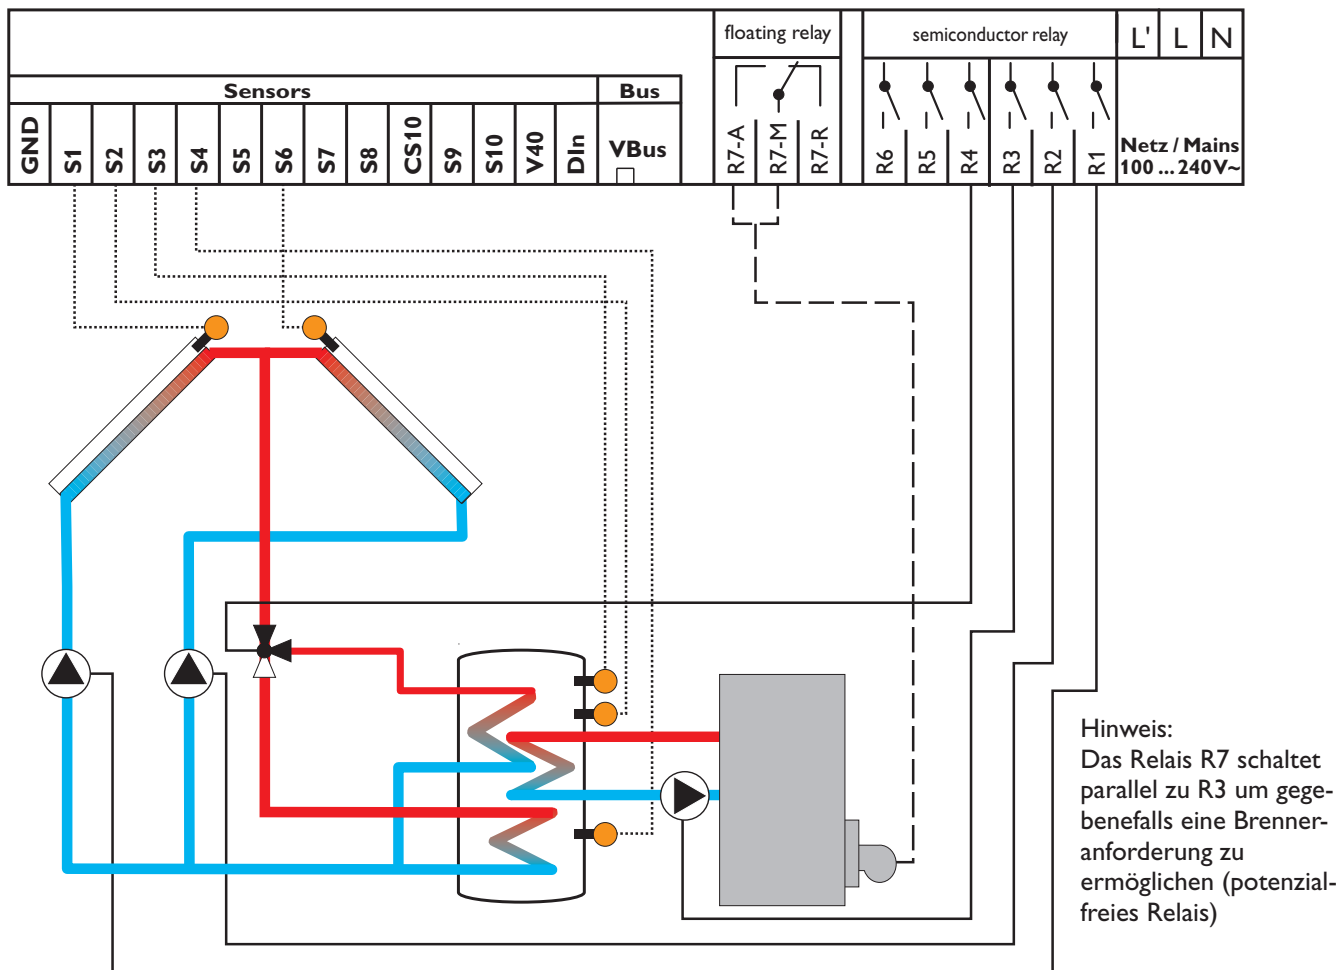 floating relay
semiconductor relay
L' L N
Sensors
Bus
GND S1 S2 S3 S4 S5 S6 S7 S8 CS10 S9 S10 V40 DIn
VBus
R7-A R7-M R7-R
R6 R5 R4 R3 R2 R1
Netz / Mains
100 ... 240 V~
Hinweis:
Das Relais R7 schaltet
parallel zu R3 um gege-
benefalls eine Brenner-
anforderung zu
ermöglichen (potenzial-
freies Relais)